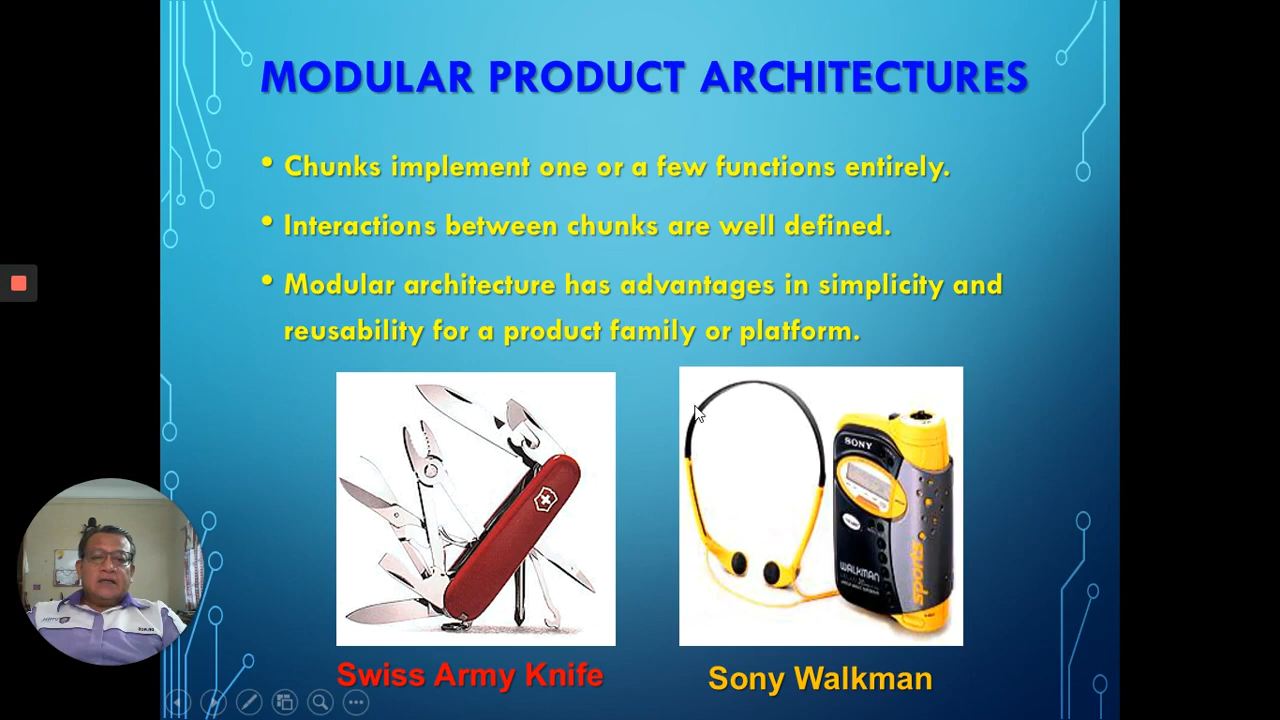 MODULAR PRODUCT ARCHITECTURES
• Chunks implement one or a few functions entirely.
• Interactions between chunks are well defined.
• Modular architecture has advantages in simplicity and
reusability for a product family or platform.
SONY
WALKMAN
sports
Swiss Army Knife
Sony Walkman